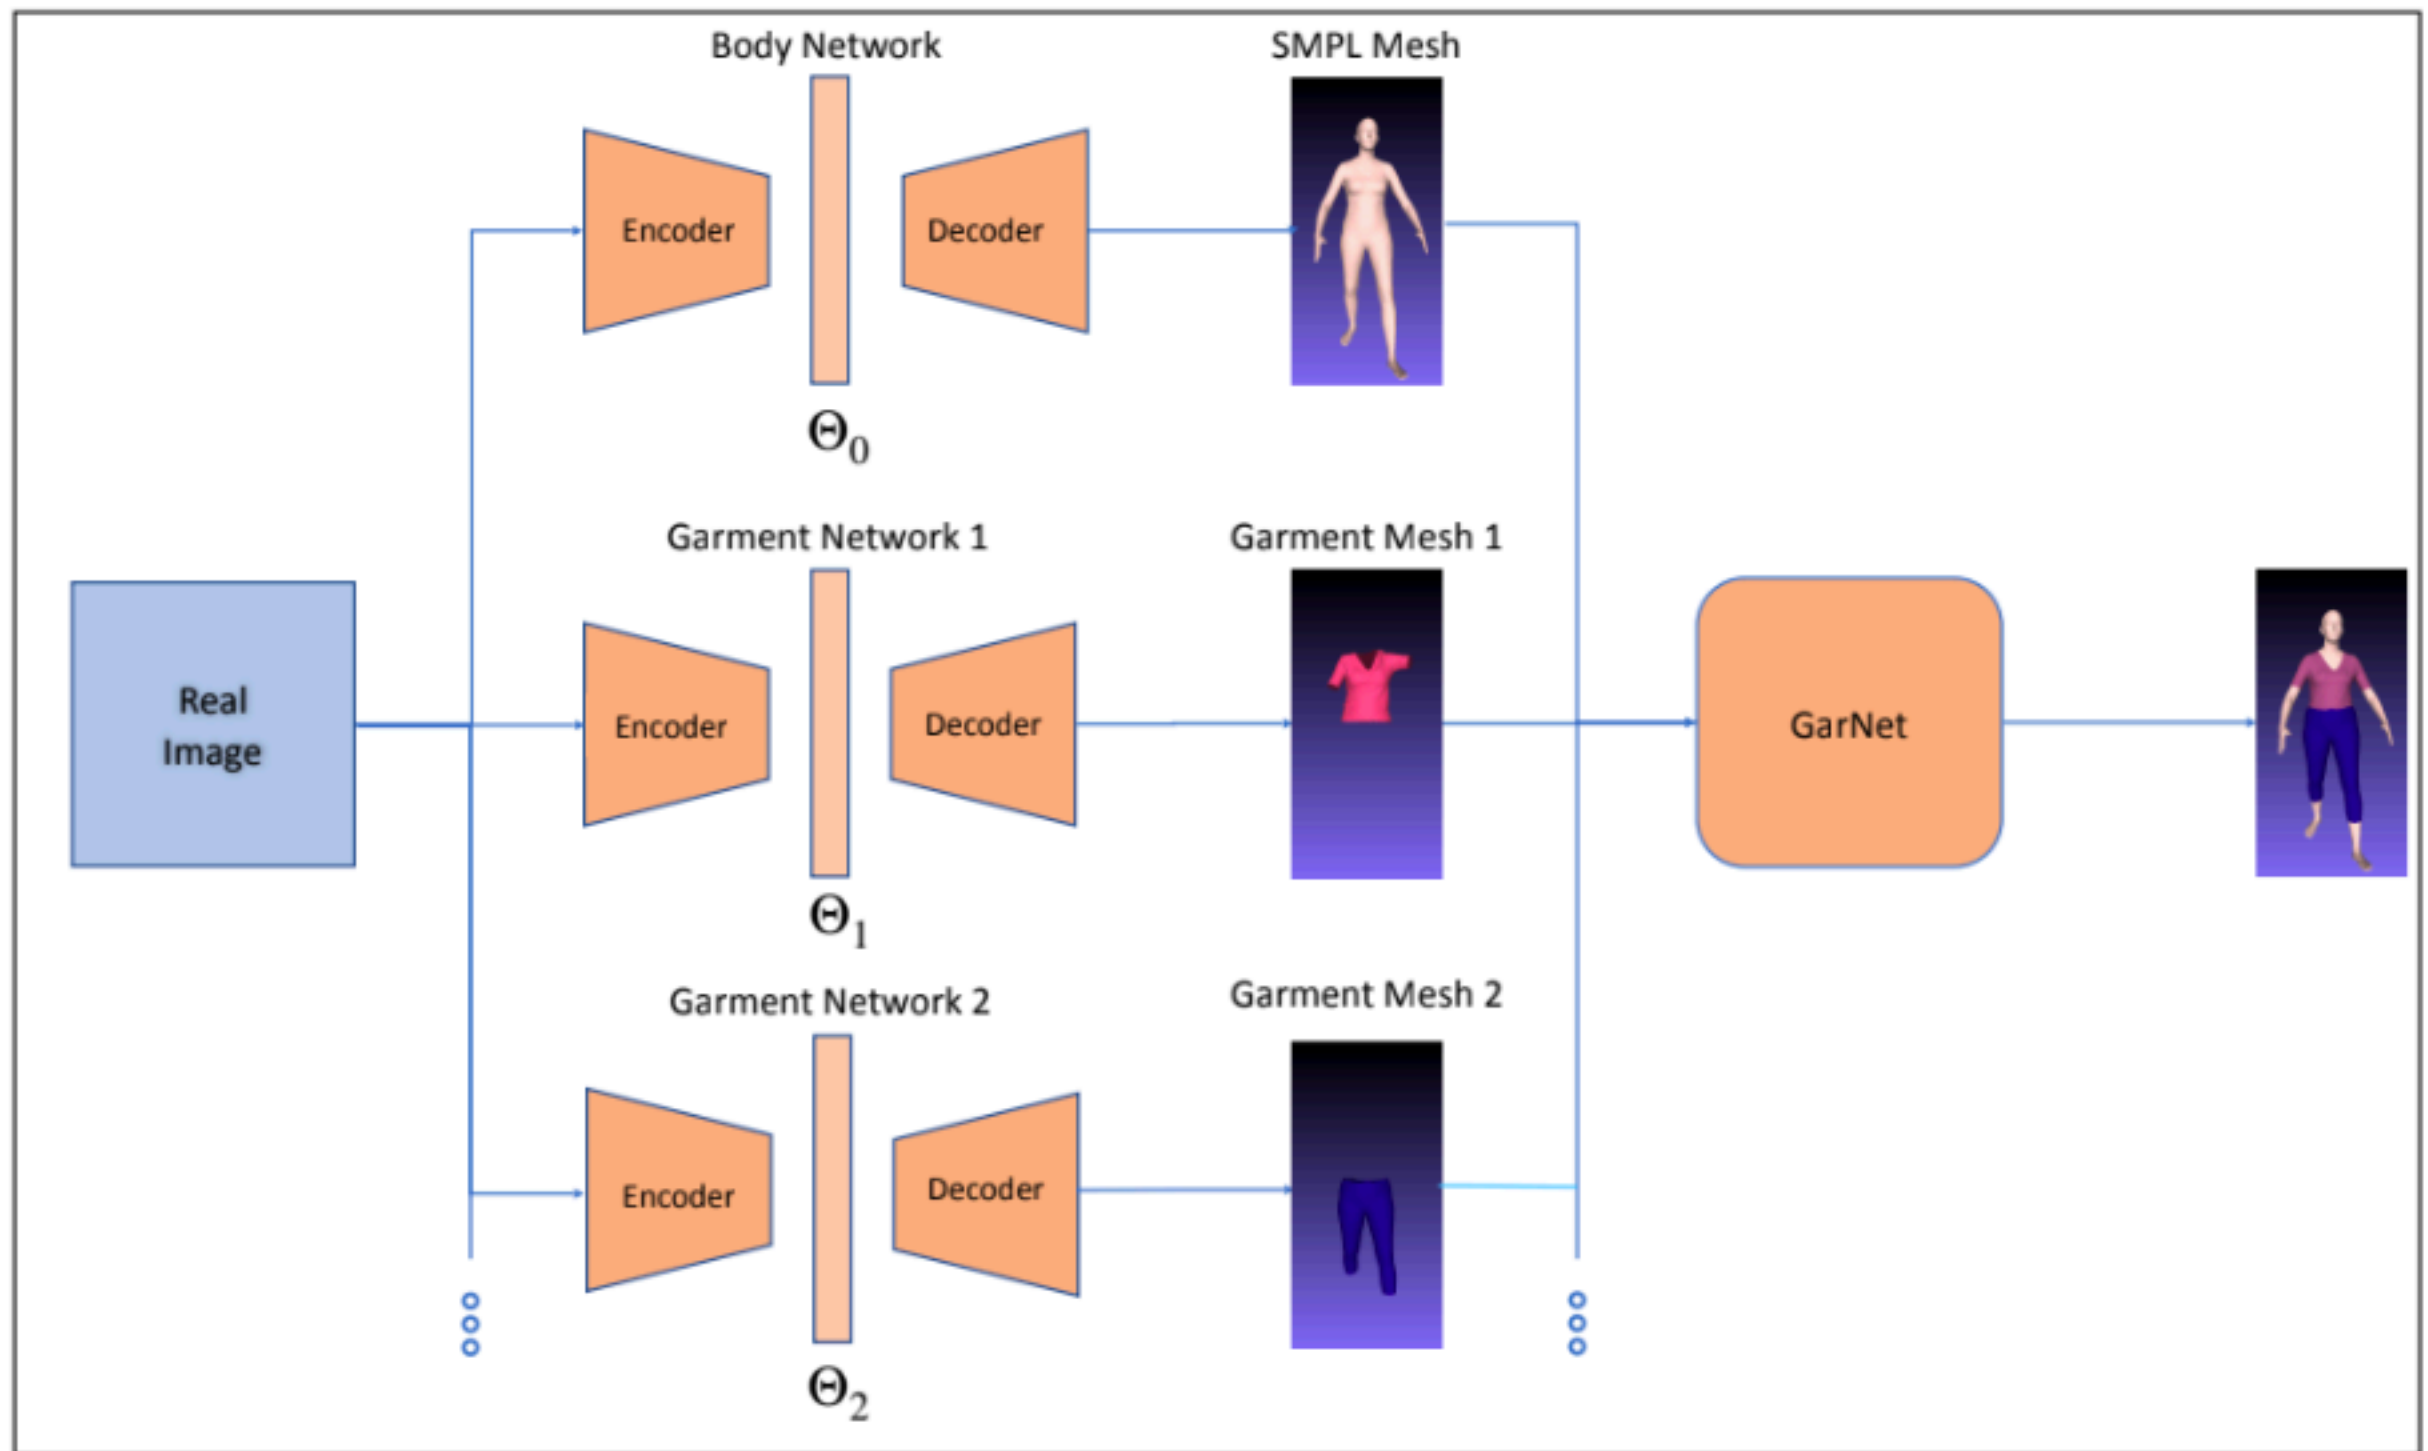 Body Network
SMPL Mesh
Encoder
Decoder
Θ0
Garment Network 1
Garment Mesh 1
Real
Image
Encoder
Decoder
GarNet
Θ1
Garment Network 2
Garment Mesh 2
Encoder
Decoder
Θ2